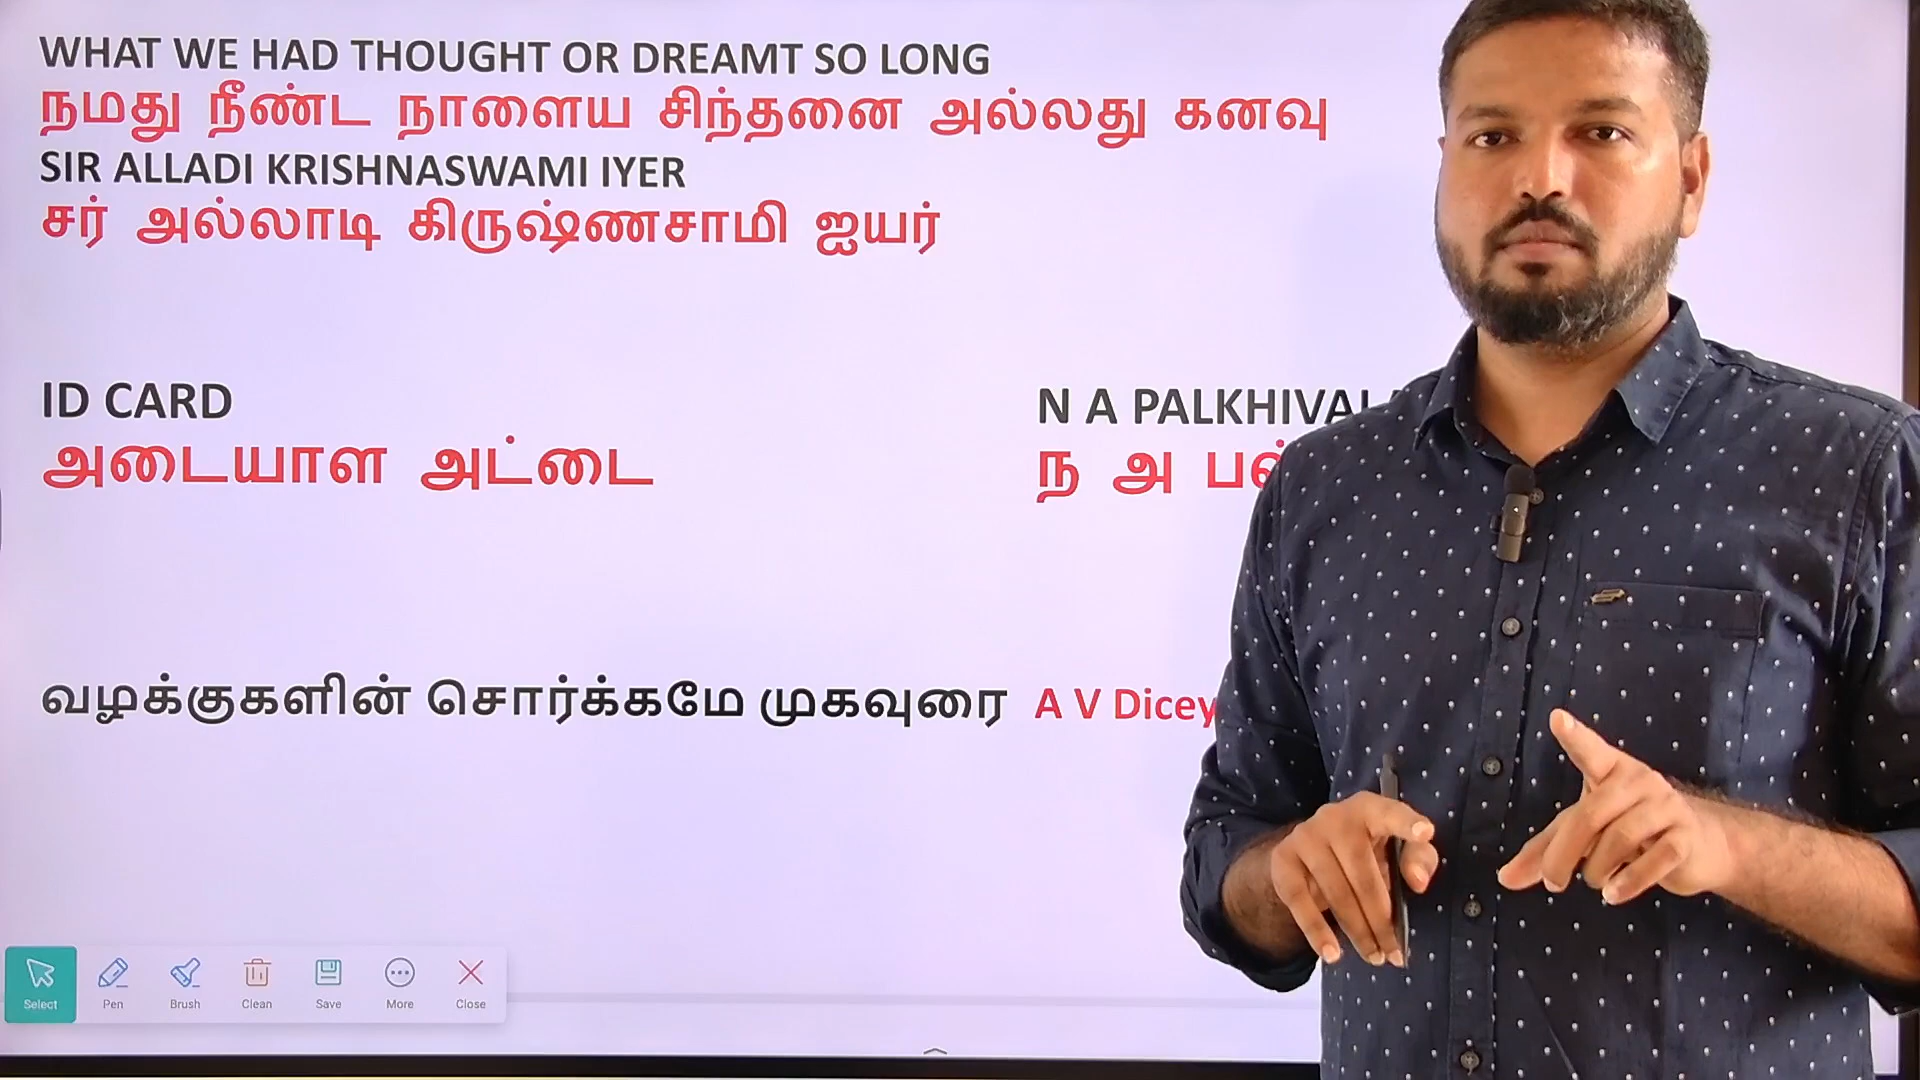 WHAT WE HAD THOUGHT OR DREAMT SO LONG
நமது நீண்ட நாளைய சிந்தனை அல்லது கனவு
SIR ALLADI KRISHNASWAMI IYER
சர் அல்லாடி கிருஷ்ணசாமி ஐயர்
ID CARD
N A
அடையாள அட்டை
ந அ
வழக்குகளின் சொர்க்கமே முகவுரை A V Dicey
Select Pen Brush Clean Save More Close